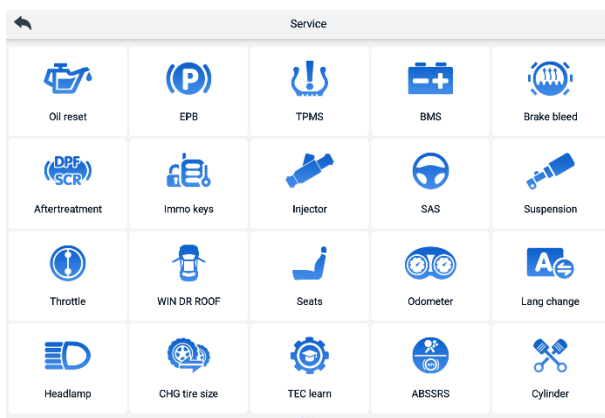 Service
Oil reset
EPB
TPMS
BMS
Brake bleed
DPF
SCR
Aftertreatment
Immo keys
Injector
SAS
Suspension
Throttle
WIN DR ROOF
Seats
Odometer
A
Lang change
Headlamp
CHG tire size
TEC learn
ABSSRS
Cylinder